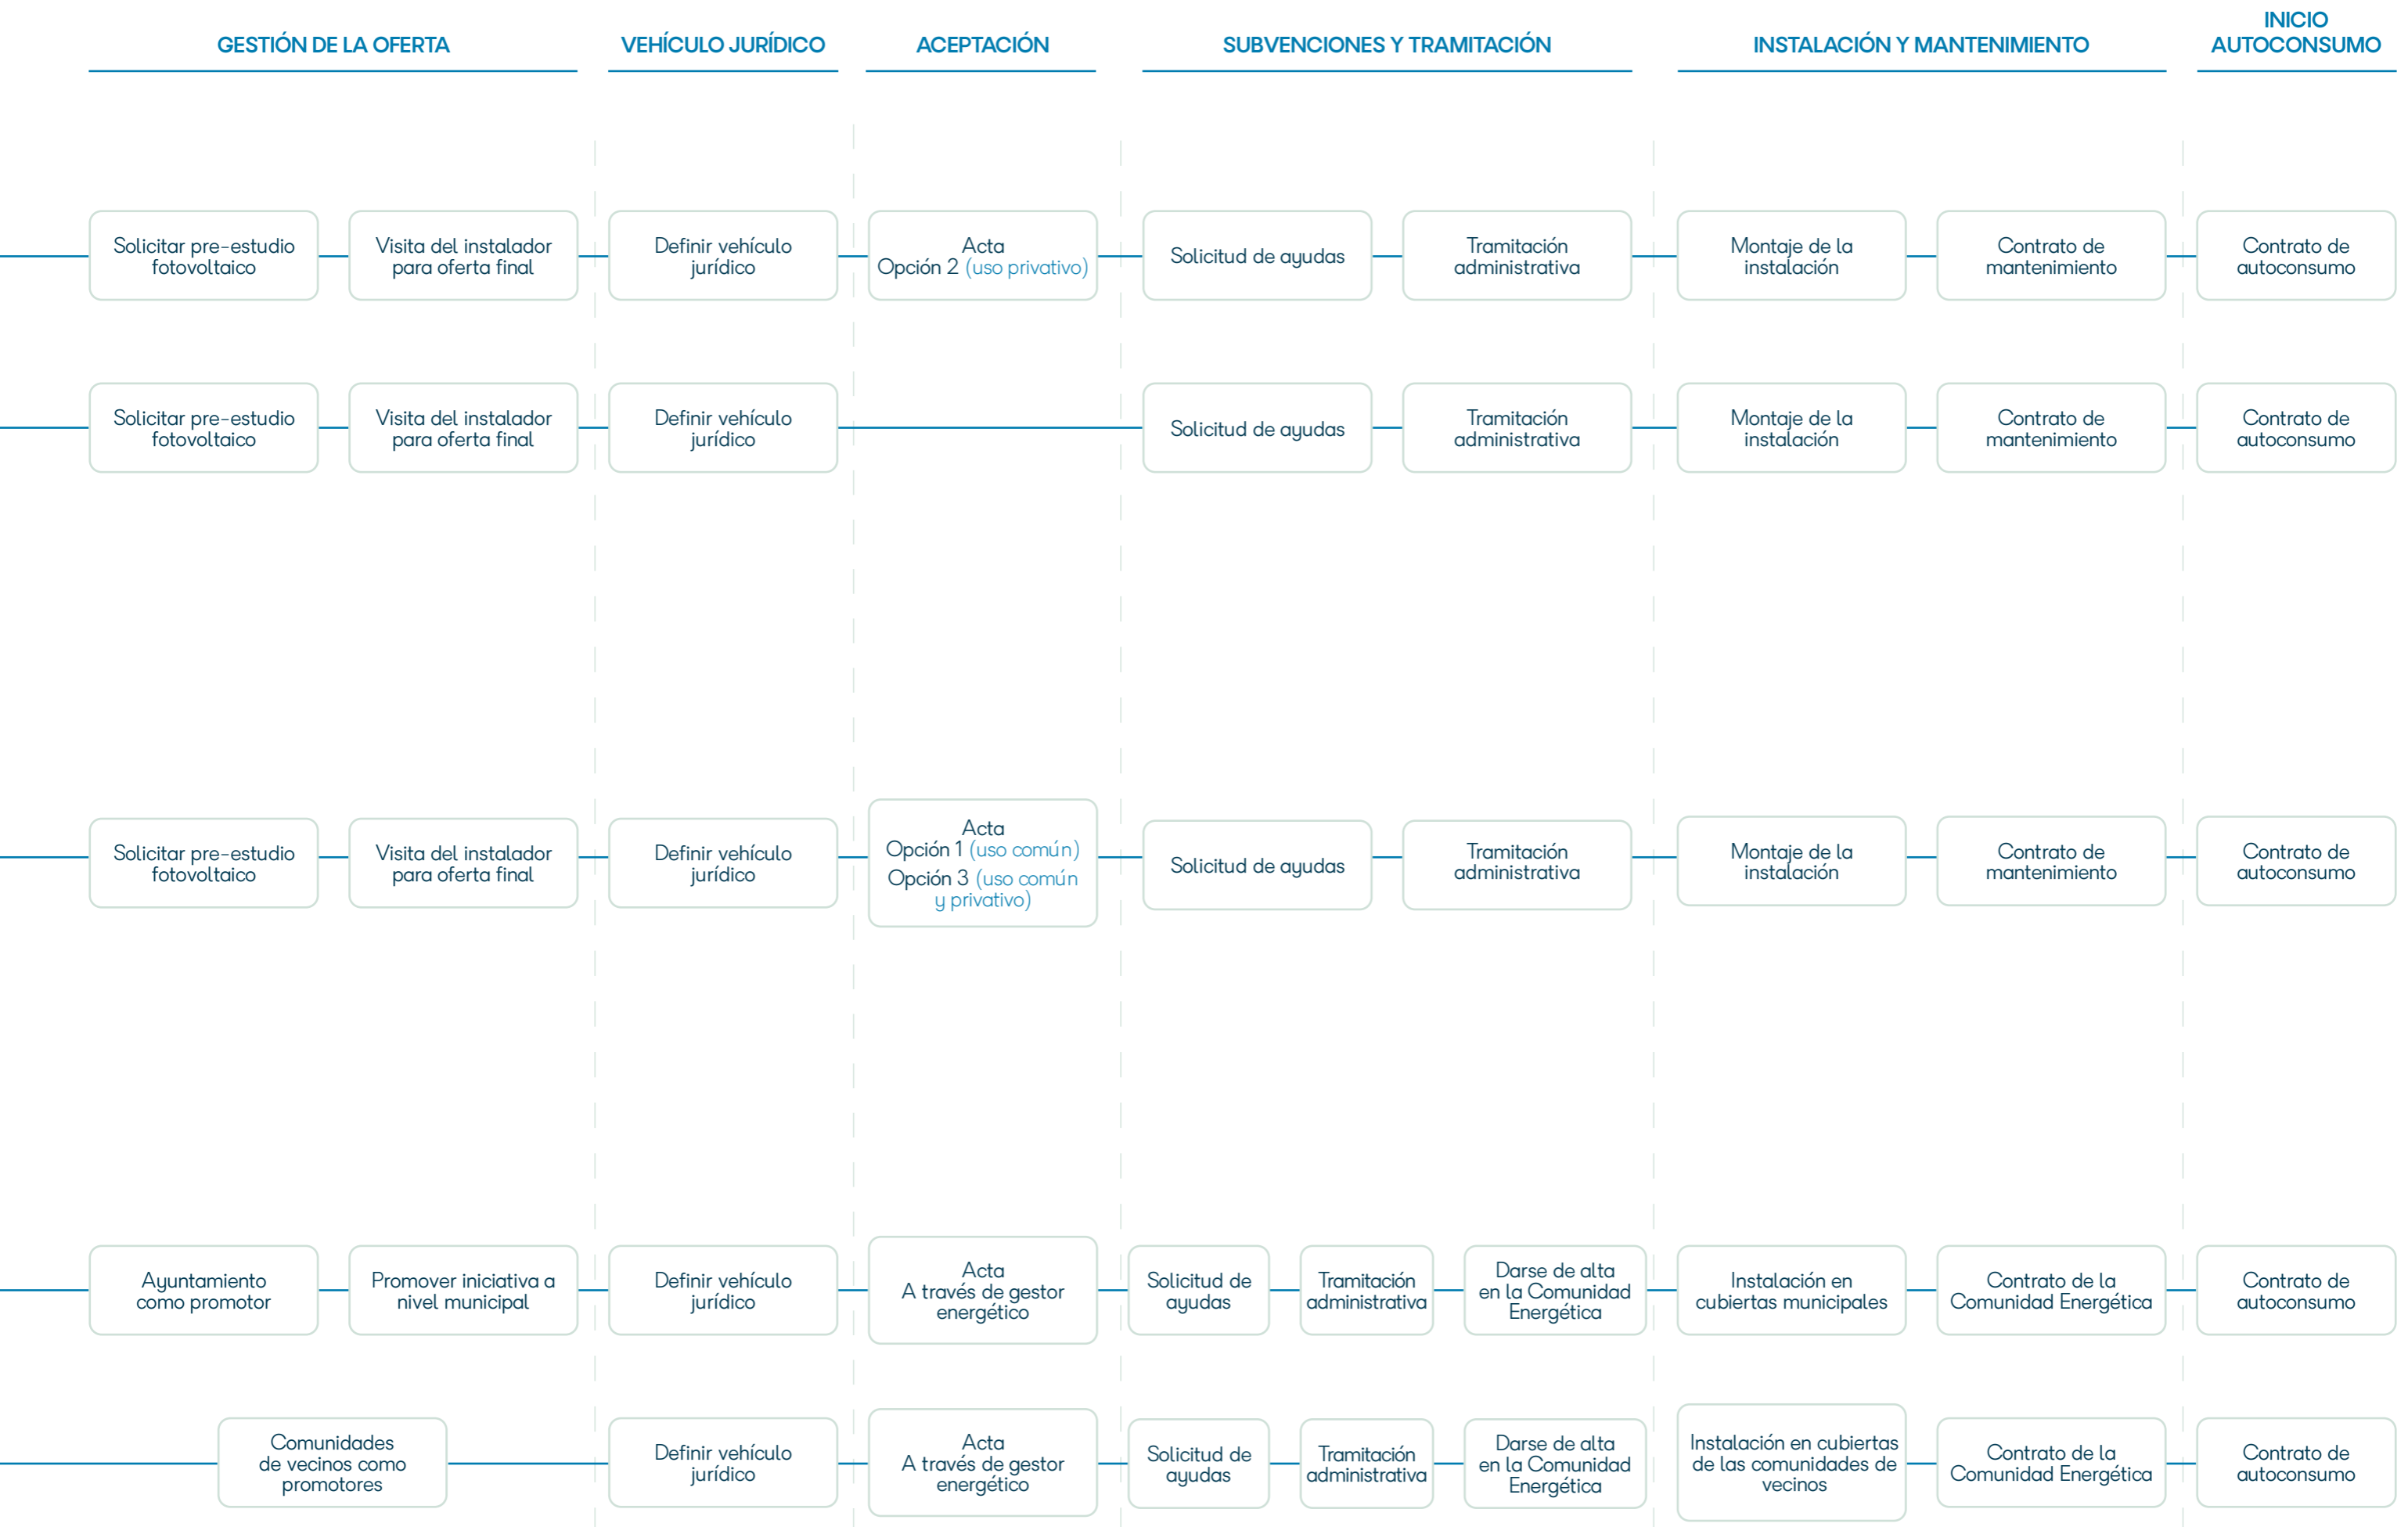 GESTIÓN DE LA OFERTA
VEHÍCULO JURÍDICO
ACEPTACIÓN
SUBVENCIONES Y TRAMITACIÓN
INSTALACIÓN Y MANTENIMIENTO
INICIO
AUTOCONSUMO
Solicitar pre-estudio
fotovoltaico
Visita del instalador
para oferta final
Definir vehículo
jurídico
Acta
Opción 2 (uso privativo)
Solicitud de ayudas
Tramitación
administrativa
Montaje de la
instalación
Contrato de
mantenimiento
Contrato de
autoconsumo
Solicitar pre-estudio
fotovoltaico
Visita del instalador
para oferta final
Definir vehículo
jurídico
Solicitud de ayudas
Tramitación
administrativa
Montaje de la
instalación
Contrato de
mantenimiento
Contrato de
autoconsumo
Solicitar pre-estudio
fotovoltaico
Visita del instalador
para oferta final
Definir vehículo
jurídico
Acta
Opción 1 (uso común)
Opción 3 (uso común
y privativo)
Solicitud de ayudas
Tramitación
administrativa
Montaje de la
instalación
Contrato de
mantenimiento
Contrato de
autoconsumo
Ayuntamiento
como promotor
Promover iniciativa a
nivel municipal
Definir vehículo
jurídico
Acta
A través de gestor
energético
Solicitud de
ayudas
Tramitación
administrativa
Darse de alta
en la Comunidad
Energética
Instalación en
cubiertas municipales
Contrato de la
Comunidad Energética
Contrato de
autoconsumo
Comunidades
de vecinos como
promotores
Definir vehículo
jurídico
Acta
A través de gestor
energético
Solicitud de
ayudas
Tramitación
administrativa
Darse de alta
en la Comunidad
Energética
Instalación en cubiertas
de las comunidades de
vecinos
Contrato de la
Comunidad Energética
Contrato de
autoconsumo